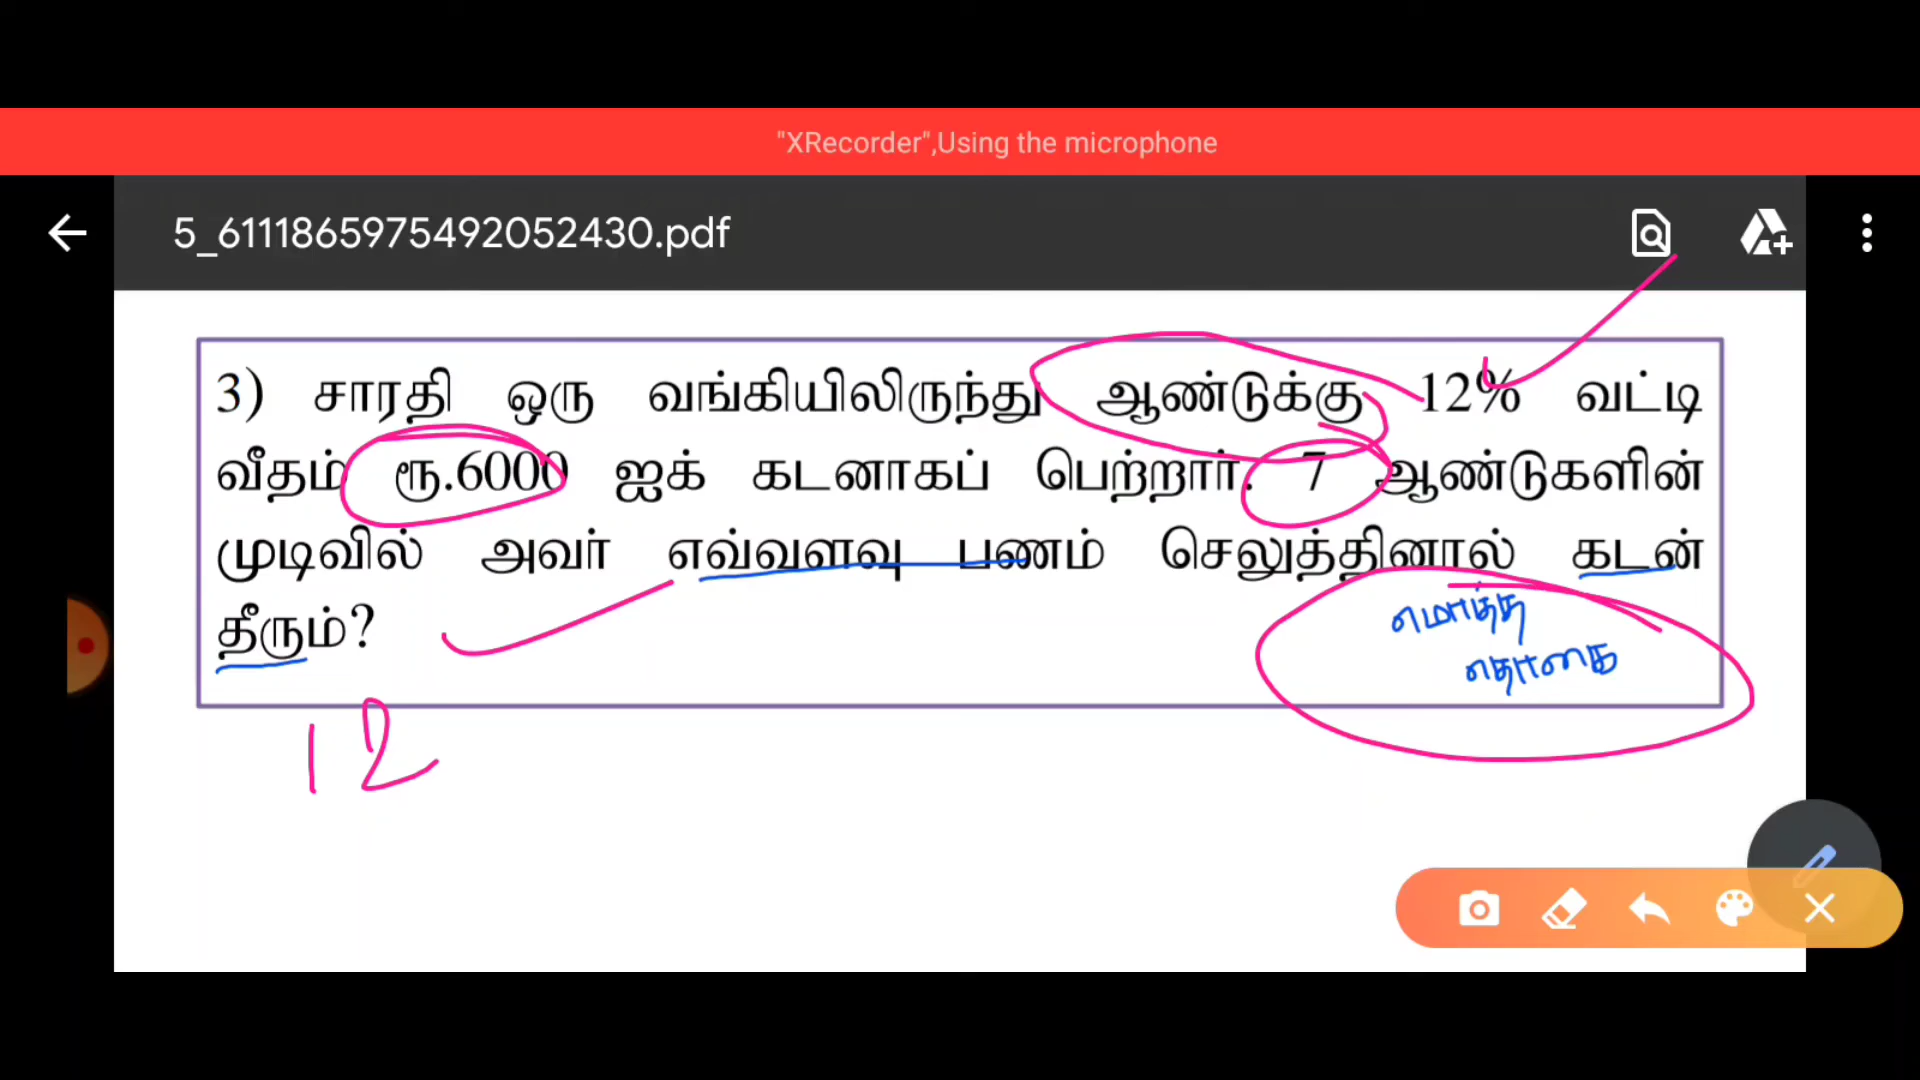 "XRecorder",Using the microphone
5_6111865975492052430.pdf
3) சாரதி ஒரு வங்கியிலிருந்து ஆண்டுக்கு 12% வட்டி
வீதம் ரூ.6000 ஐக் கடனாகப் பெற்றார். 7 ஆண்டுகளின்
முடிவில் அவர் எவ்வளவு பணம் செலுத்தினால் கடன்
தீரும்?
மொத்த
தொகை
12